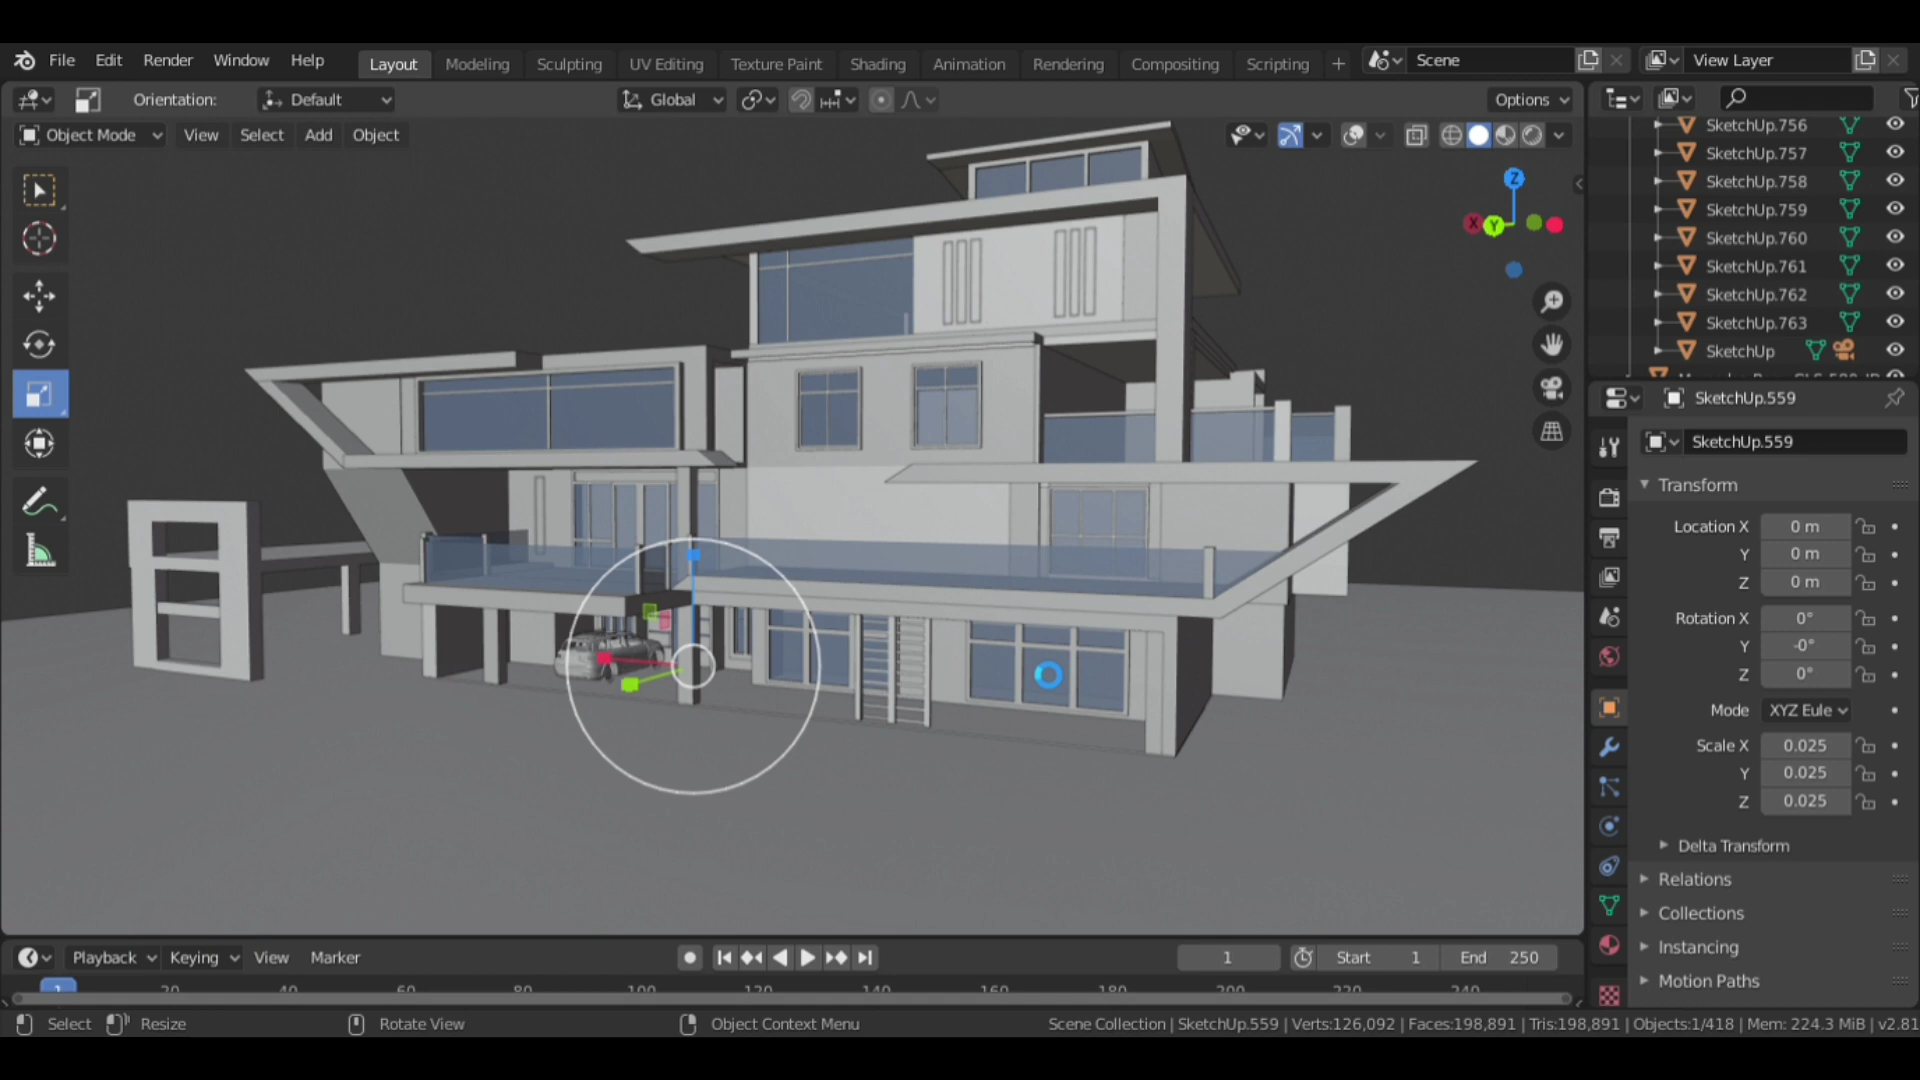 File Edit Render Window Help Layout Modeling Sculpting UV Editing Texture Paint Shading Animation Rendering Compositing Scripting + Scene View Layer
Orientation: Default Global Options
Object Mode View Select Add Object
SketchUp.756
SketchUp.757
SketchUp.758
SketchUp.759
SketchUp.760
SketchUp.761
SketchUp.762
SketchUp.763
SketchUp
Z
X
Y
SketchUp.559
SketchUp.559
Transform
Location X 0 m
Y 0 m
Z 0 m
Rotation X 0°
Y -0°
Z 0°
Mode XYZ Eule
Scale X 0.025
Y 0.025
Z 0.025
Delta Transform
Relations
Collections
Instancing
Motion Paths
Playback Keying View Marker 1 Start 1 End 250
1 20 40 60 80 100 120 140 160 180 200 220 240
Select Resize Rotate View Object Context Menu Scene Collection | SketchUp.559 | Verts:126,092 | Faces:198,891 | Tris:198,891 | Objects:1/418 | Mem: 224.3 MiB | v2.81